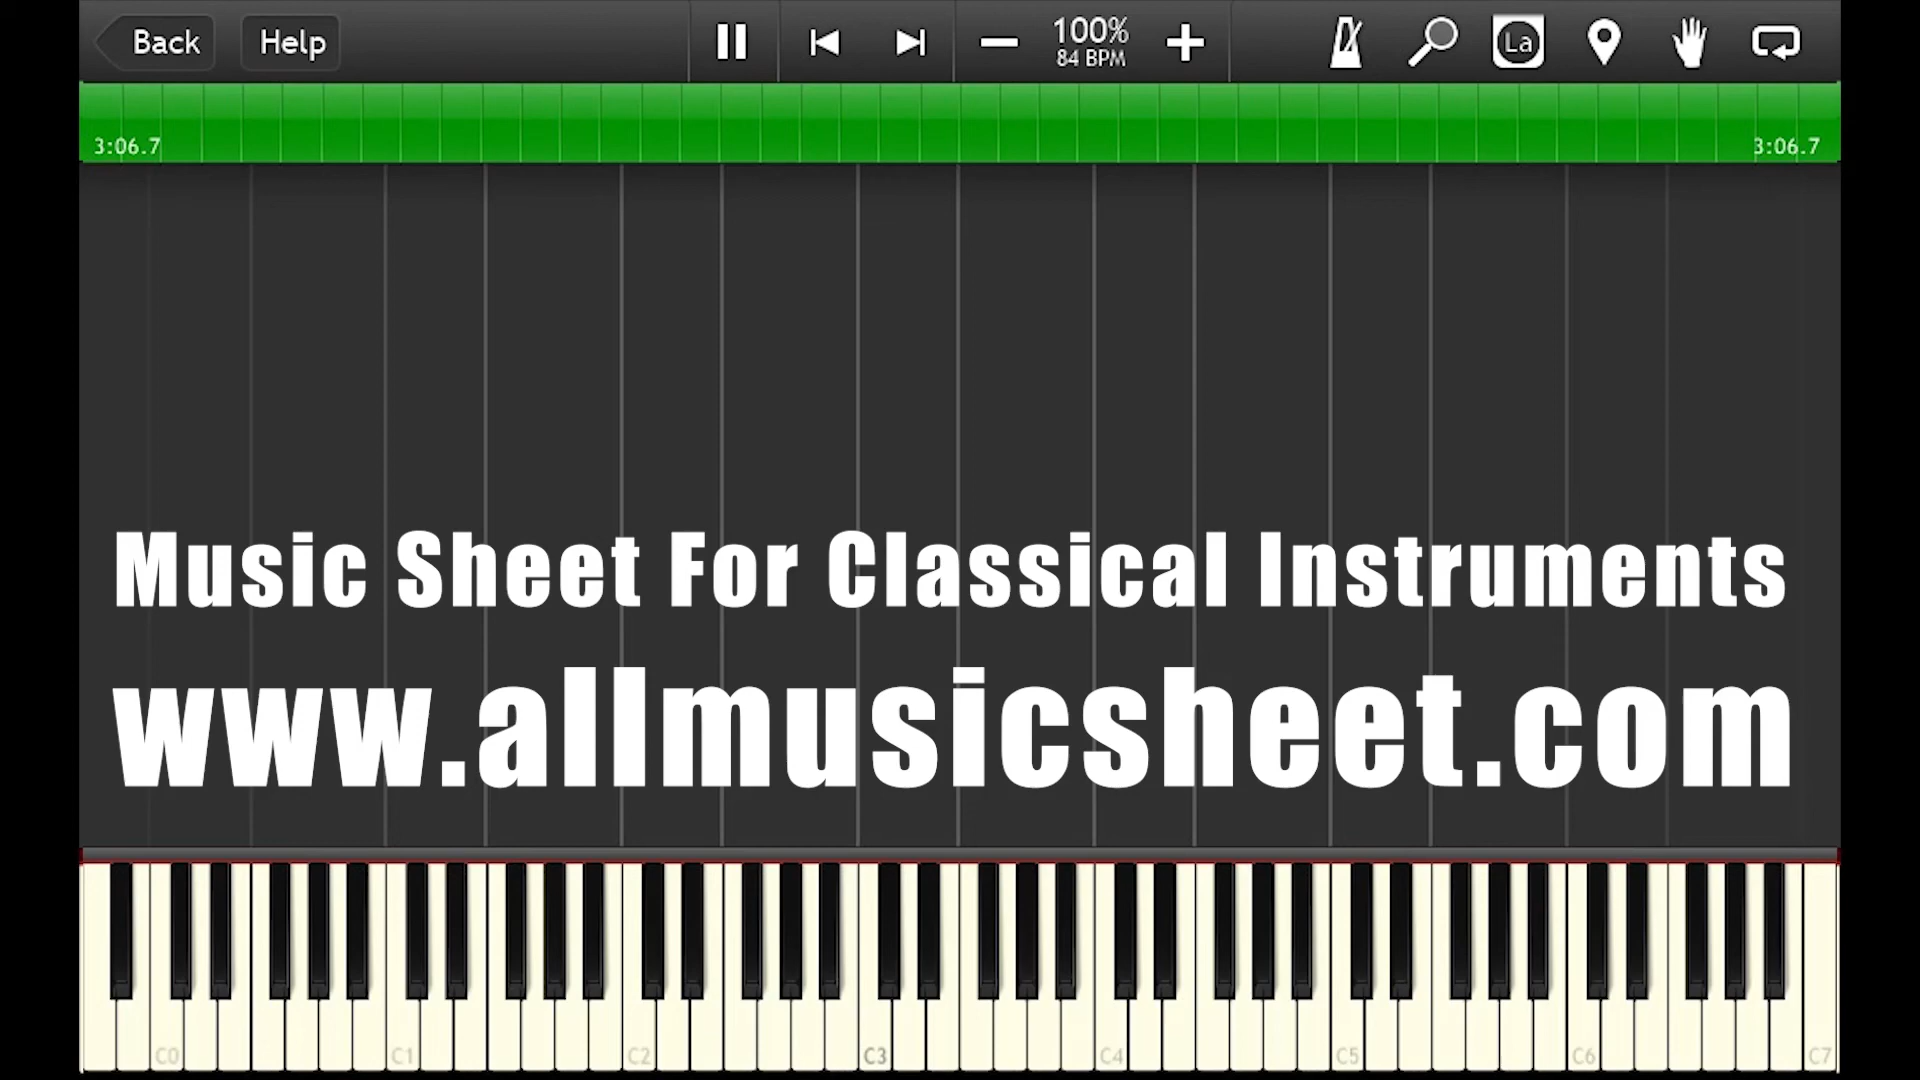 Back Help 100% La
84 BPM
3:06.7 3:06.7
Music Sheet For Classical Instruments
www.allmusicsheet.com
C0 C1 C2 C3 C4 C5 C6 C7